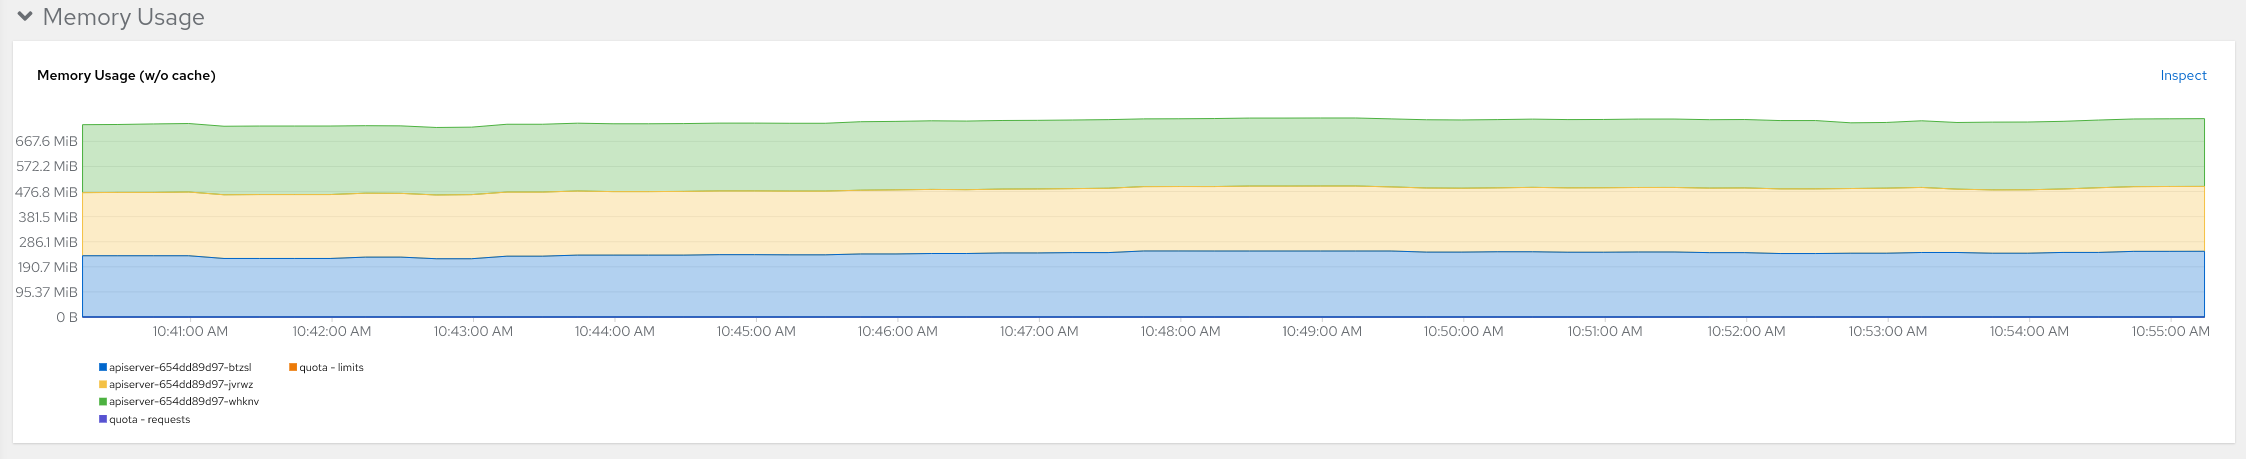 Memory Usage
Memory Usage (w/o cache)
Inspect
667.6 MiB
572.2 MiB
476.8 MiB
381.5 MiB
286.1 MiB
190.7 MiB
95.37 MiB
0 B
10:41:00 AM 10:42:00 AM 10:43:00 AM 10:44:00 AM 10:45:00 AM 10:46:00 AM 10:47:00 AM 10:48:00 AM 10:49:00 AM 10:50:00 AM 10:51:00 AM 10:52:00 AM 10:53:00 AM 10:54:00 AM 10:55:00 AM
apiserver-654dd89d97-btzsl quota - limits
apiserver-654dd89d97-jvrwz
apiserver-654dd89d97-whknv
quota - requests